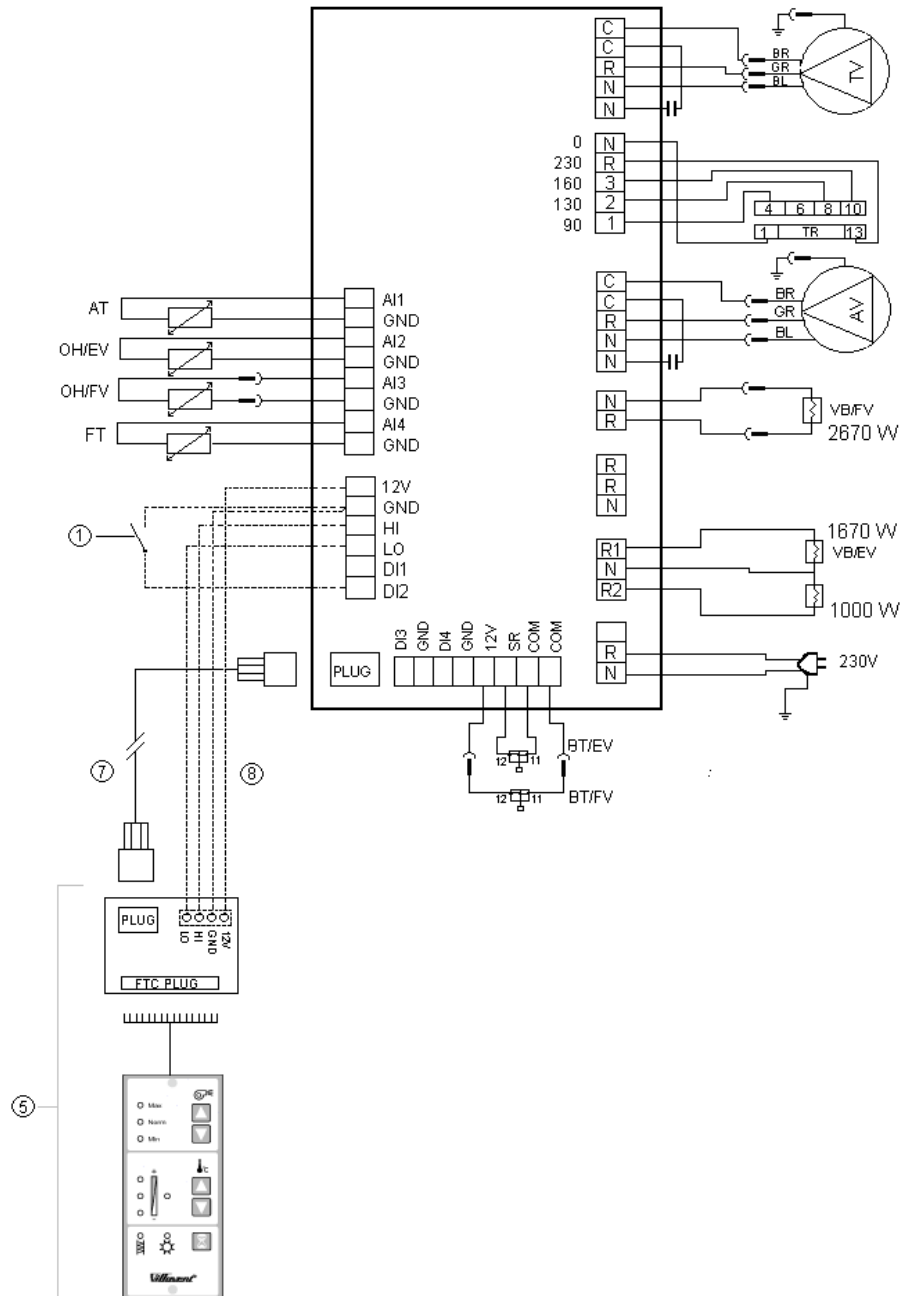 C
C
R
N
N
BR
GR
BL
TV
0 N
230 R
160 3
130 2
90 1
4 6 8 10
1 TR 13
C
C
R
N
N
BR
GR
BL
AV
AT
OH/EV
OH/FV
FT
AI1
GND
AI2
GND
AI3
GND
AI4
GND
N
R
VB/FV
2670 W
R
R
N
1
12V
GND
HI
LO
DI1
DI2
R1
N
R2
1670 W
VB/EV
1000 W
R
N
230V
PLUG
DI3
GND
DI4
GND
12V
SR
COM
COM
12 11
BT/EV
12 11
BT/FV
:
7
8
PLUG
LO
HI
GND
12V
FTC PLUG
5
Max
Norm
Min
+
°C
-
Villavent®